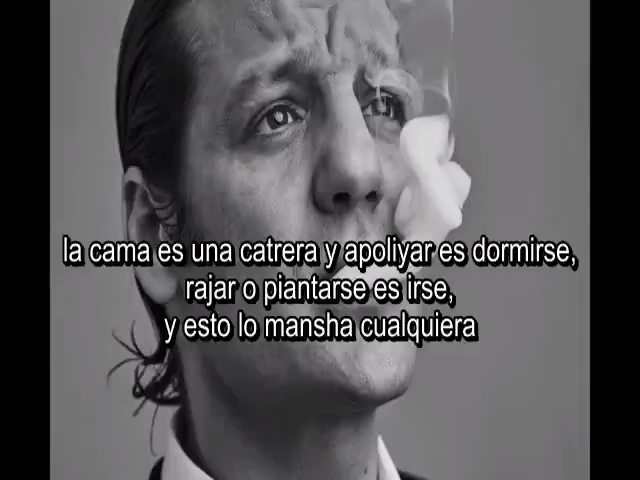 la cama es una catrera y apoliyar es dormirse,
rajar o piantarse es irse,
y esto lo mansha cualquiera